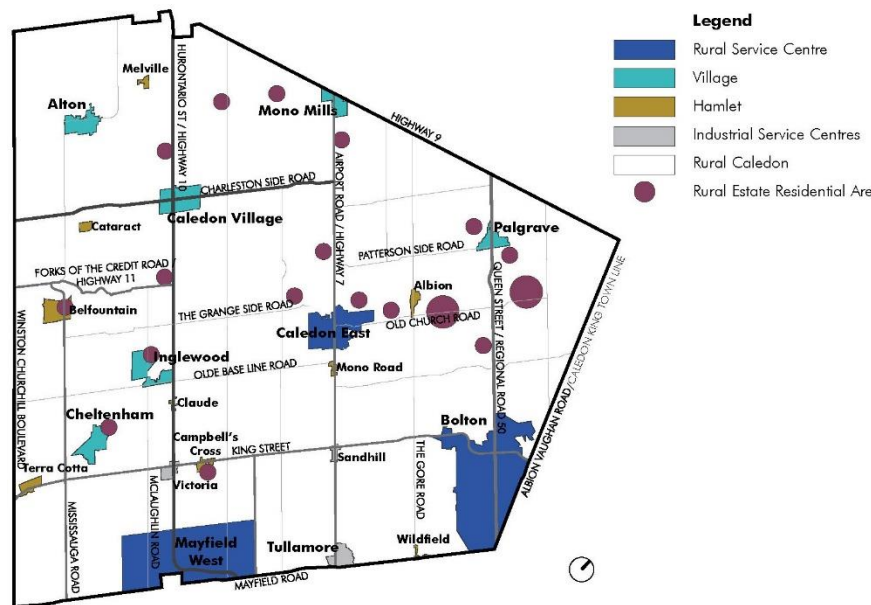 Legend
Rural Service Centre
Village
Hamlet
Industrial Service Centres
Rural Caledon
Rural Estate Residential Area
Melville
Alton
HURONTARIO ST / HIGHWAY 10
Mono Mills
HIGHWAY 9
AIRPORT ROAD / HIGHWAY 7
CHARLESTON SIDE ROAD
Caledon Village
Cataract
Palgrave
PATTERSON SIDE ROAD
FORKS OF THE CREDIT ROAD /
HIGHWAY 11
Albion
QUEEN STREET / REGIONAL ROAD 50
Belfountain
THE GRANGE SIDE ROAD
Caledon East
OLD CHURCH ROAD
WINSTON CHURCHILL BOULEVARD
Inglewood
OLDE BASE LINE ROAD
Mono Road
ALBION VAUGHAN ROAD/CALEDON KING TOWN LINE
Claude
Cheltenham
Bolton
Campbell's
Cross
KING STREET
Sandhill
THE GORE ROAD
Terra Cotta
Victoria
MISSISSAUGA ROAD
MCLAUGHLIN ROAD
Mayfield
West
Tullamore
Wildfield
MAYFIELD ROAD